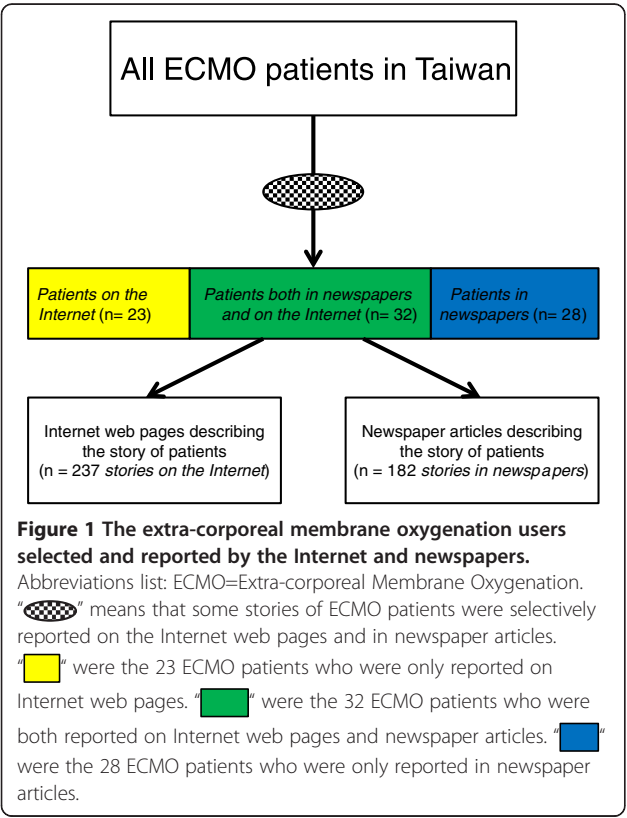 All ECMO patients in Taiwan
Patients on the
Internet (n= 23)
Patients both in newspapers
and on the Internet (n= 32)
Patients in
newspapers (n= 28)
Internet web pages describing
the story of patients
(n = 237 stories on the Internet)
Newspaper articles describing
the story of patients
(n = 182 stories in newspapers)
Figure 1 The extra-corporeal membrane oxygenation users
selected and reported by the Internet and newspapers.
Abbreviations list: ECMO=Extra-corporeal Membrane Oxygenation.
“ ” means that some stories of ECMO patients were selectively
reported on the Internet web pages and in newspaper articles.
“ “ were the 23 ECMO patients who were only reported on
Internet web pages. “ “ were the 32 ECMO patients who were
both reported on Internet web pages and newspaper articles. “ “
were the 28 ECMO patients who were only reported in newspaper
articles.